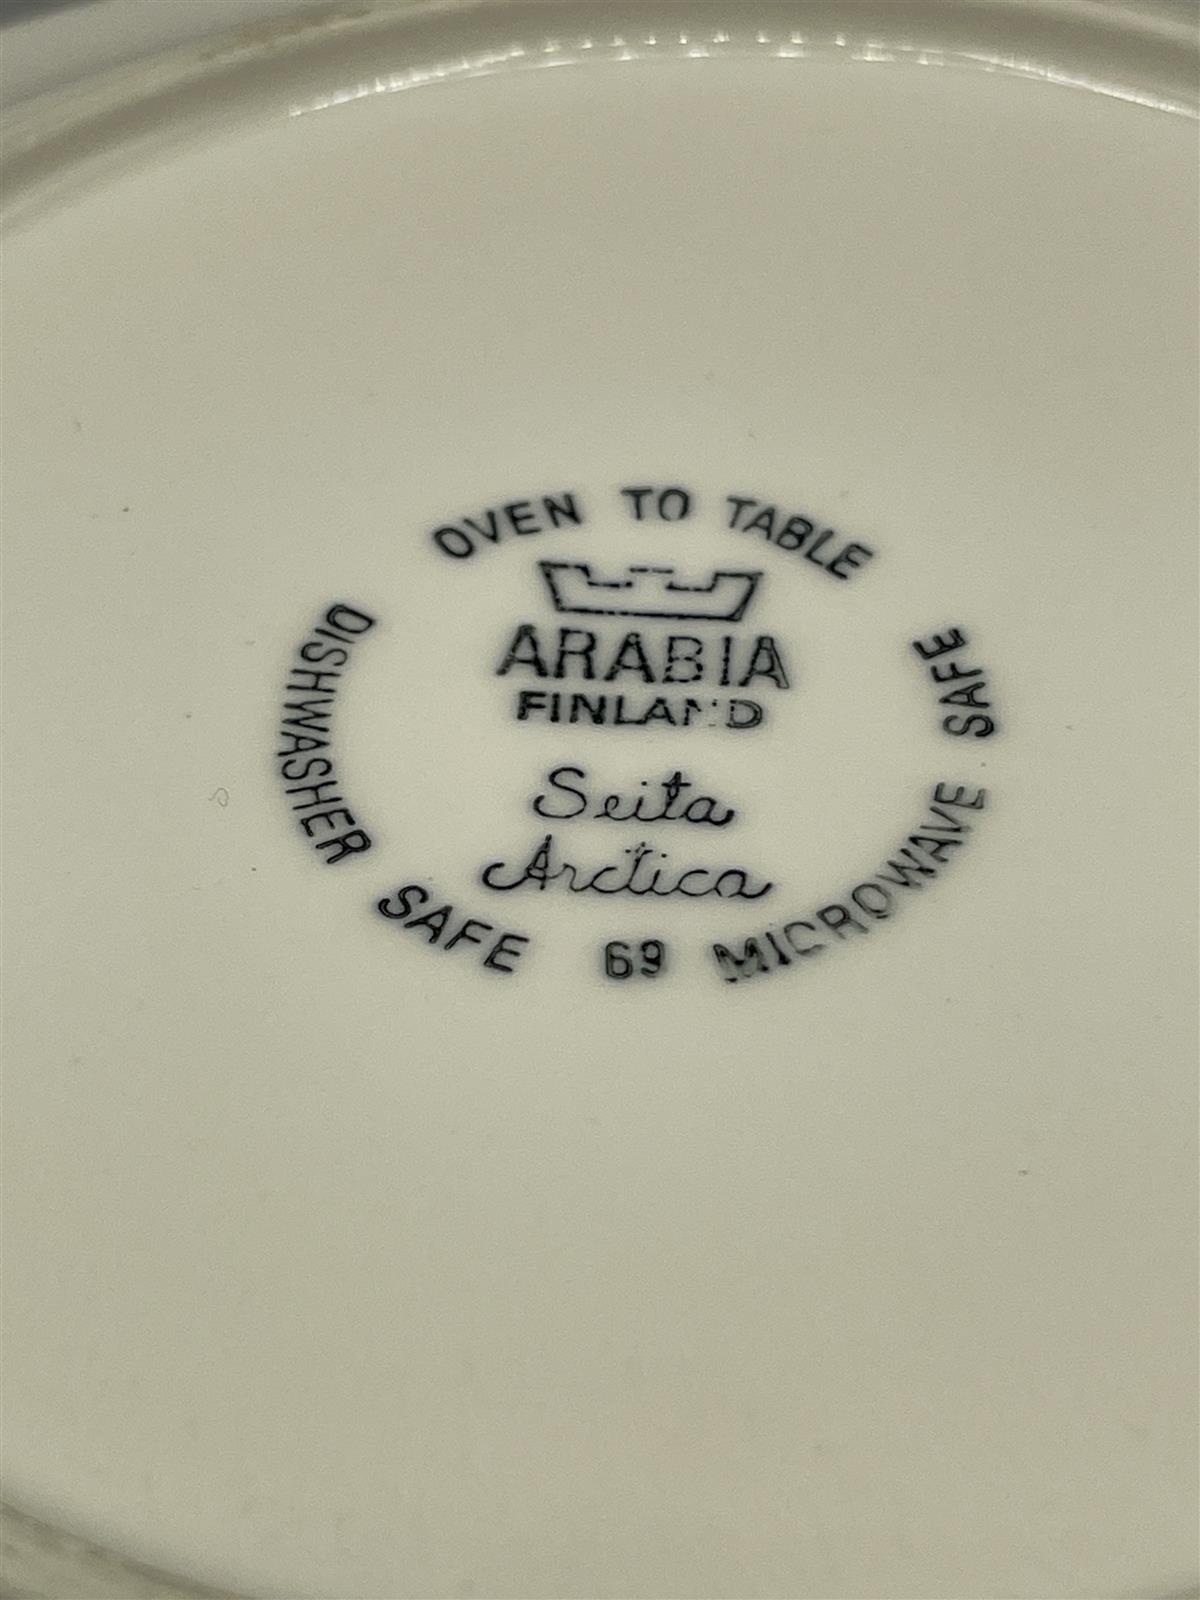 OVEN TO TABLE
ARABIA
FINLAND
Seita
Arctica
DISHWASHER SAFE
69
MICROWAVE SAFE